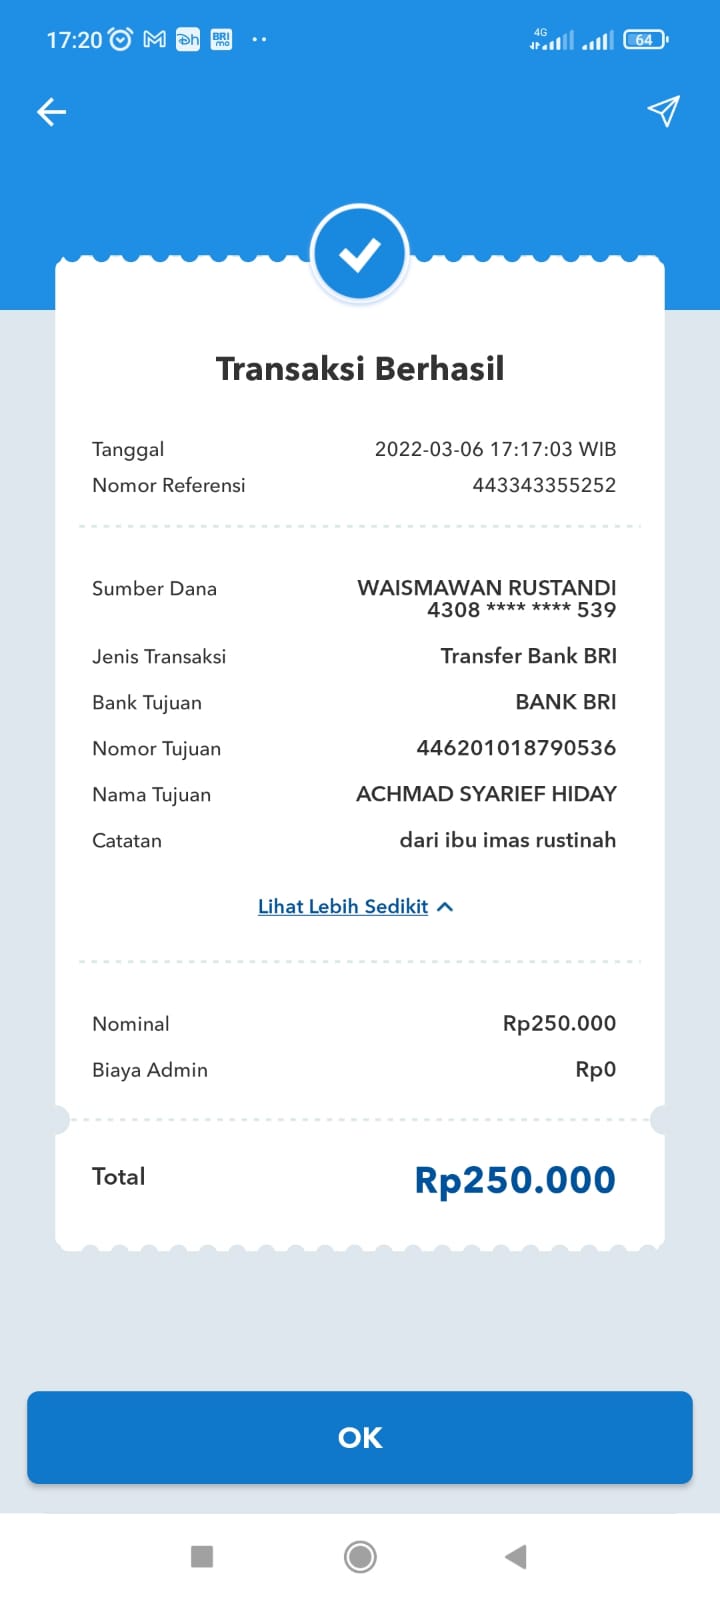 17:20
BRI
mo
4G
64
Transaksi Berhasil
Tanggal 2022-03-06 17:17:03 WIB
Nomor Referensi 443343355252
Sumber Dana WAISMAWAN RUSTANDI
4308 **** **** 539
Jenis Transaksi Transfer Bank BRI
Bank Tujuan BANK BRI
Nomor Tujuan 446201018790536
Nama Tujuan ACHMAD SYARIEF HIDAY
Catatan dari ibu imas rustinah
Lihat Lebih Sedikit
Nominal Rp250.000
Biaya Admin Rp0
Total Rp250.000
OK